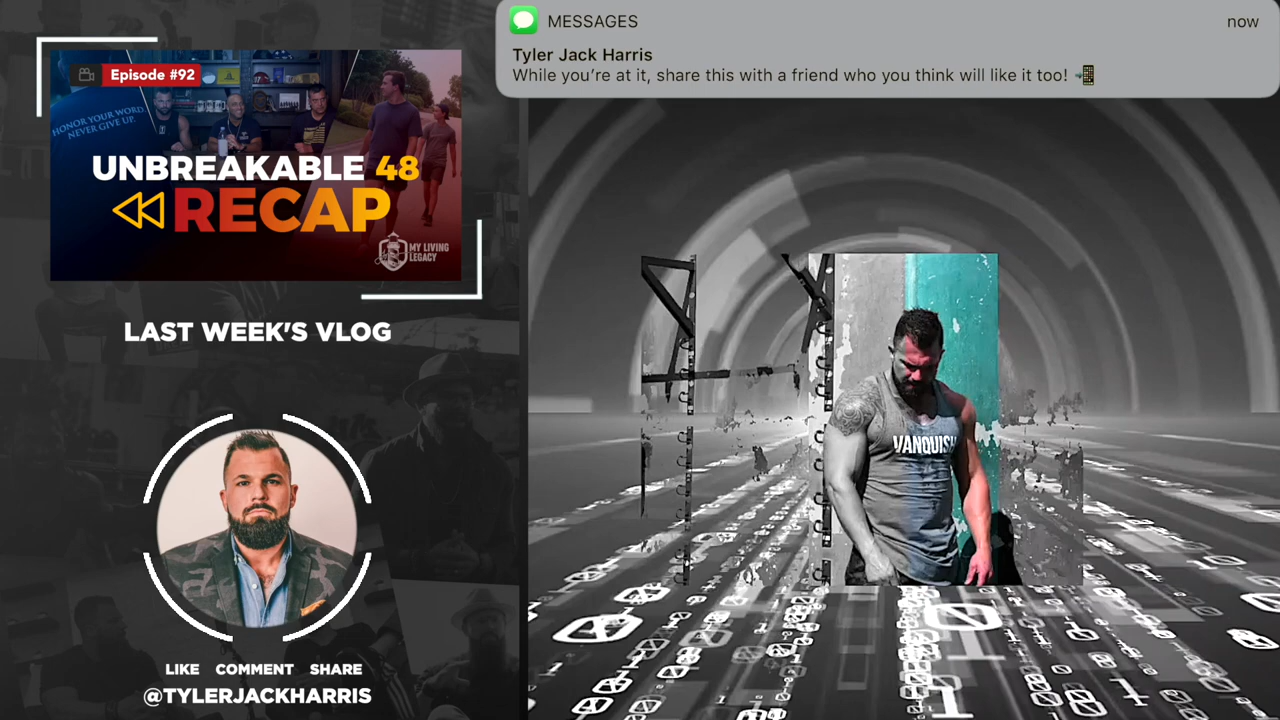 MESSAGES
now
Tyler Jack Harris
While you're at it, share this with a friend who you think will like it too!
Episode #92
HONOR YOUR WORD.
NEVER GIVE UP.
UNBREAKABLE 48
RECAP
MY LIVING
LEGACY
LAST WEEK'S VLOG
VANQUISH
LIKE COMMENT SHARE
@TYLERJACKHARRIS